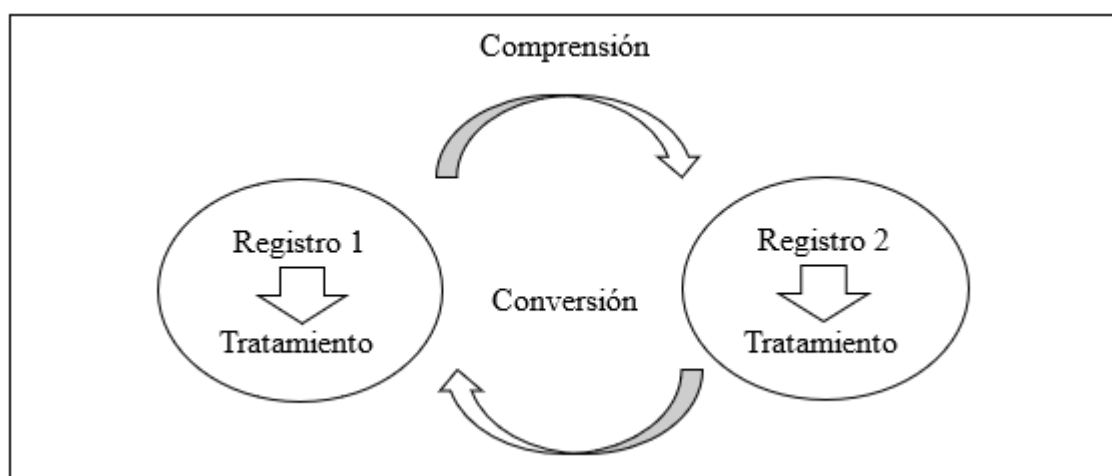 Comprensión
Registro 1
Tratamiento
Conversión
Registro 2
Tratamiento